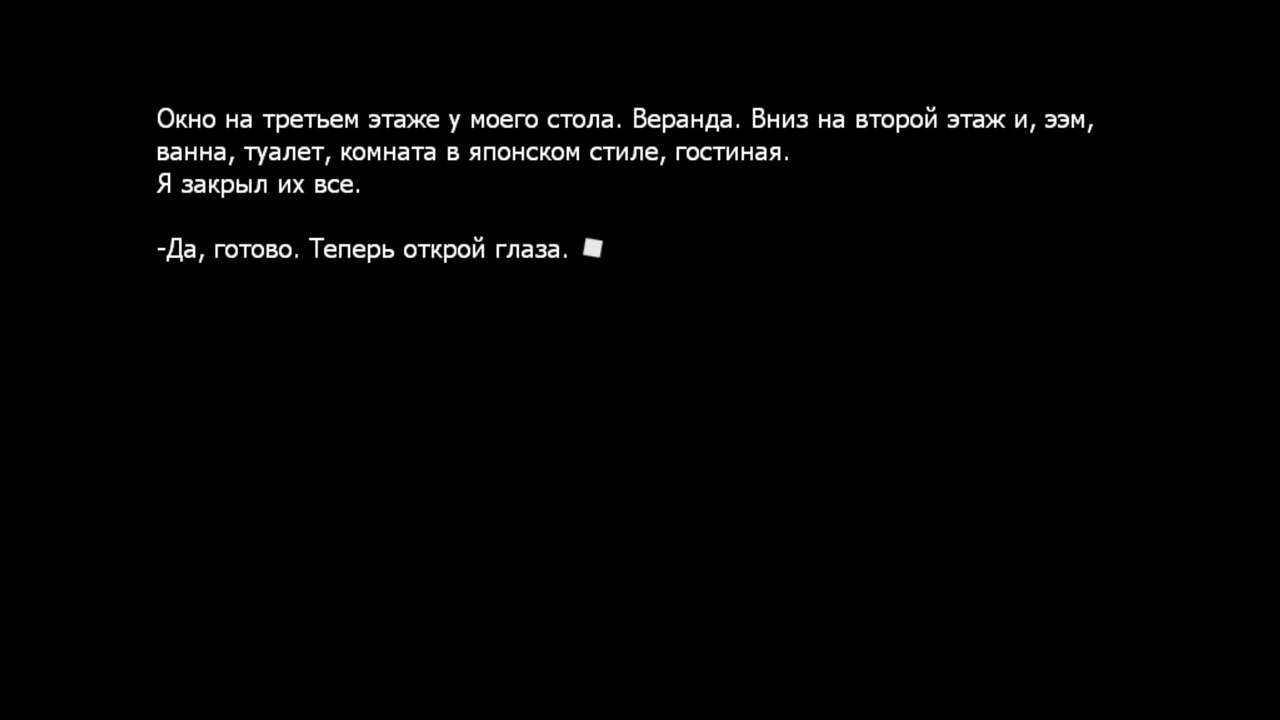 Окно на третьем этаже у моего стола. Веранда. Вниз на второй этаж и, ээм,
ванна, туалет, комната в японском стиле, гостиная.
Я закрыл их все.
-Да, готово. Теперь открой глаза.